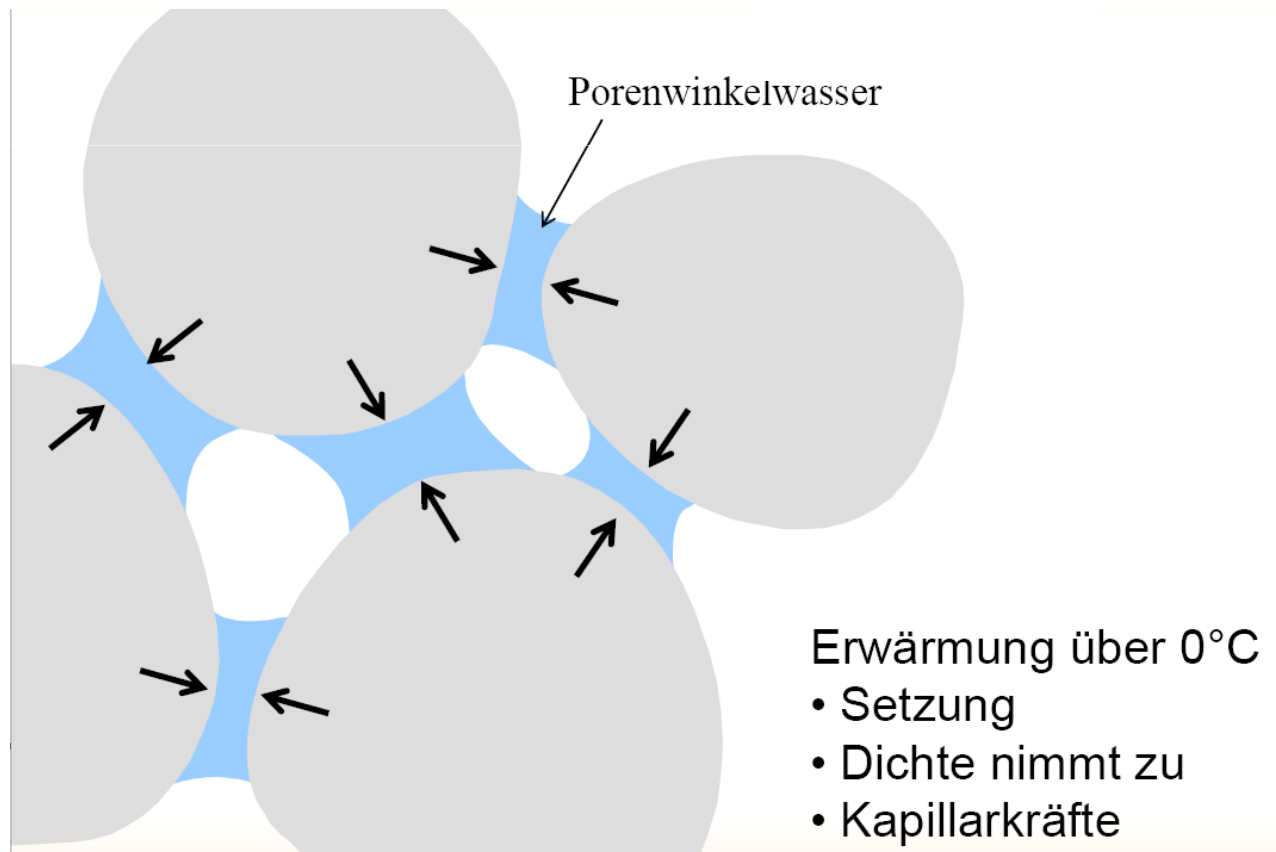 Porenwinkelwasser
Erwärmung über 0°C
• Setzung
• Dichte nimmt zu
• Kapillarkräfte